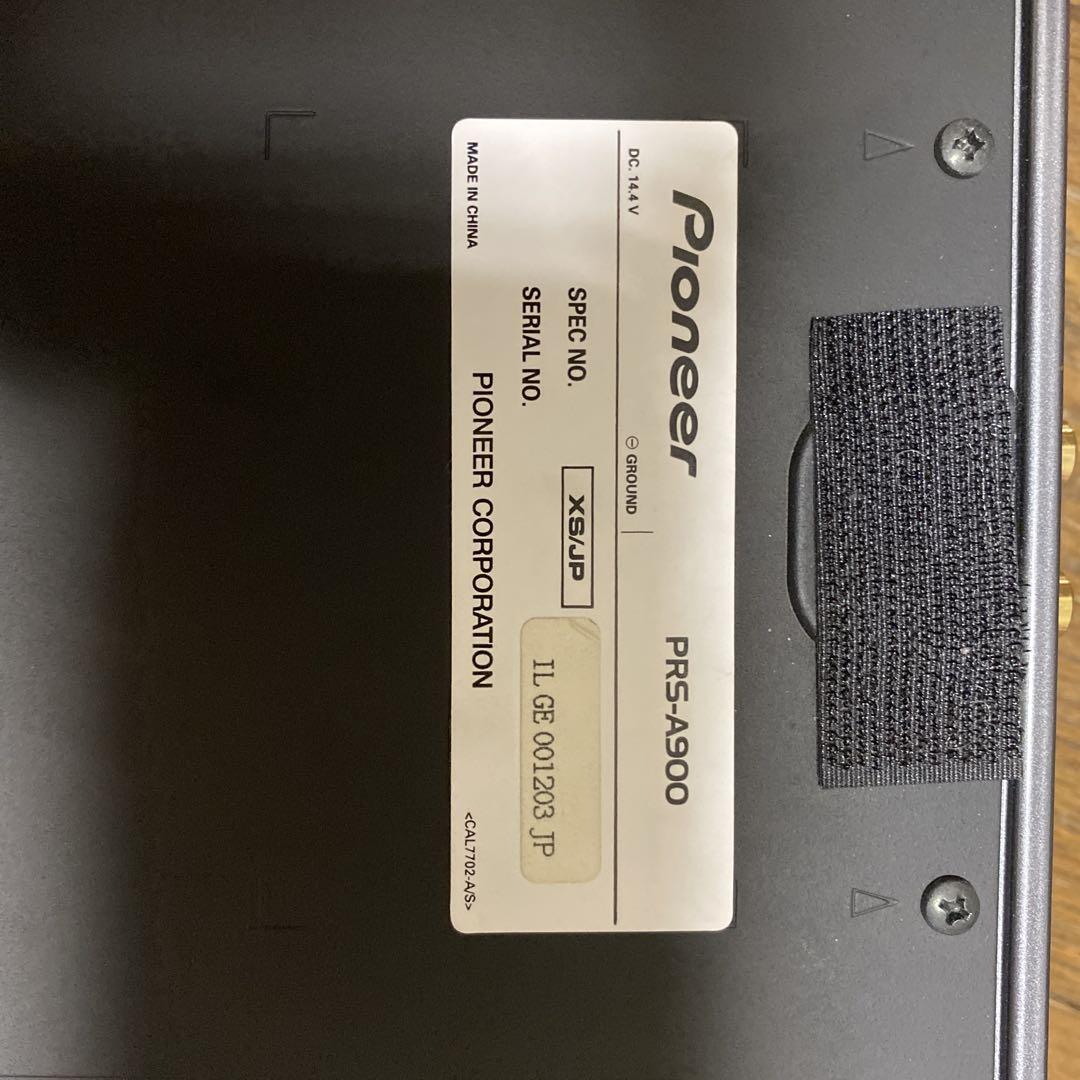 Pioneer PRS-A900
DC. 14.4 V ⊖ GROUND
SPEC NO. XS/JP
SERIAL NO. IL GE 001203 JP
PIONEER CORPORATION
MADE IN CHINA <CAL7702-A/S>